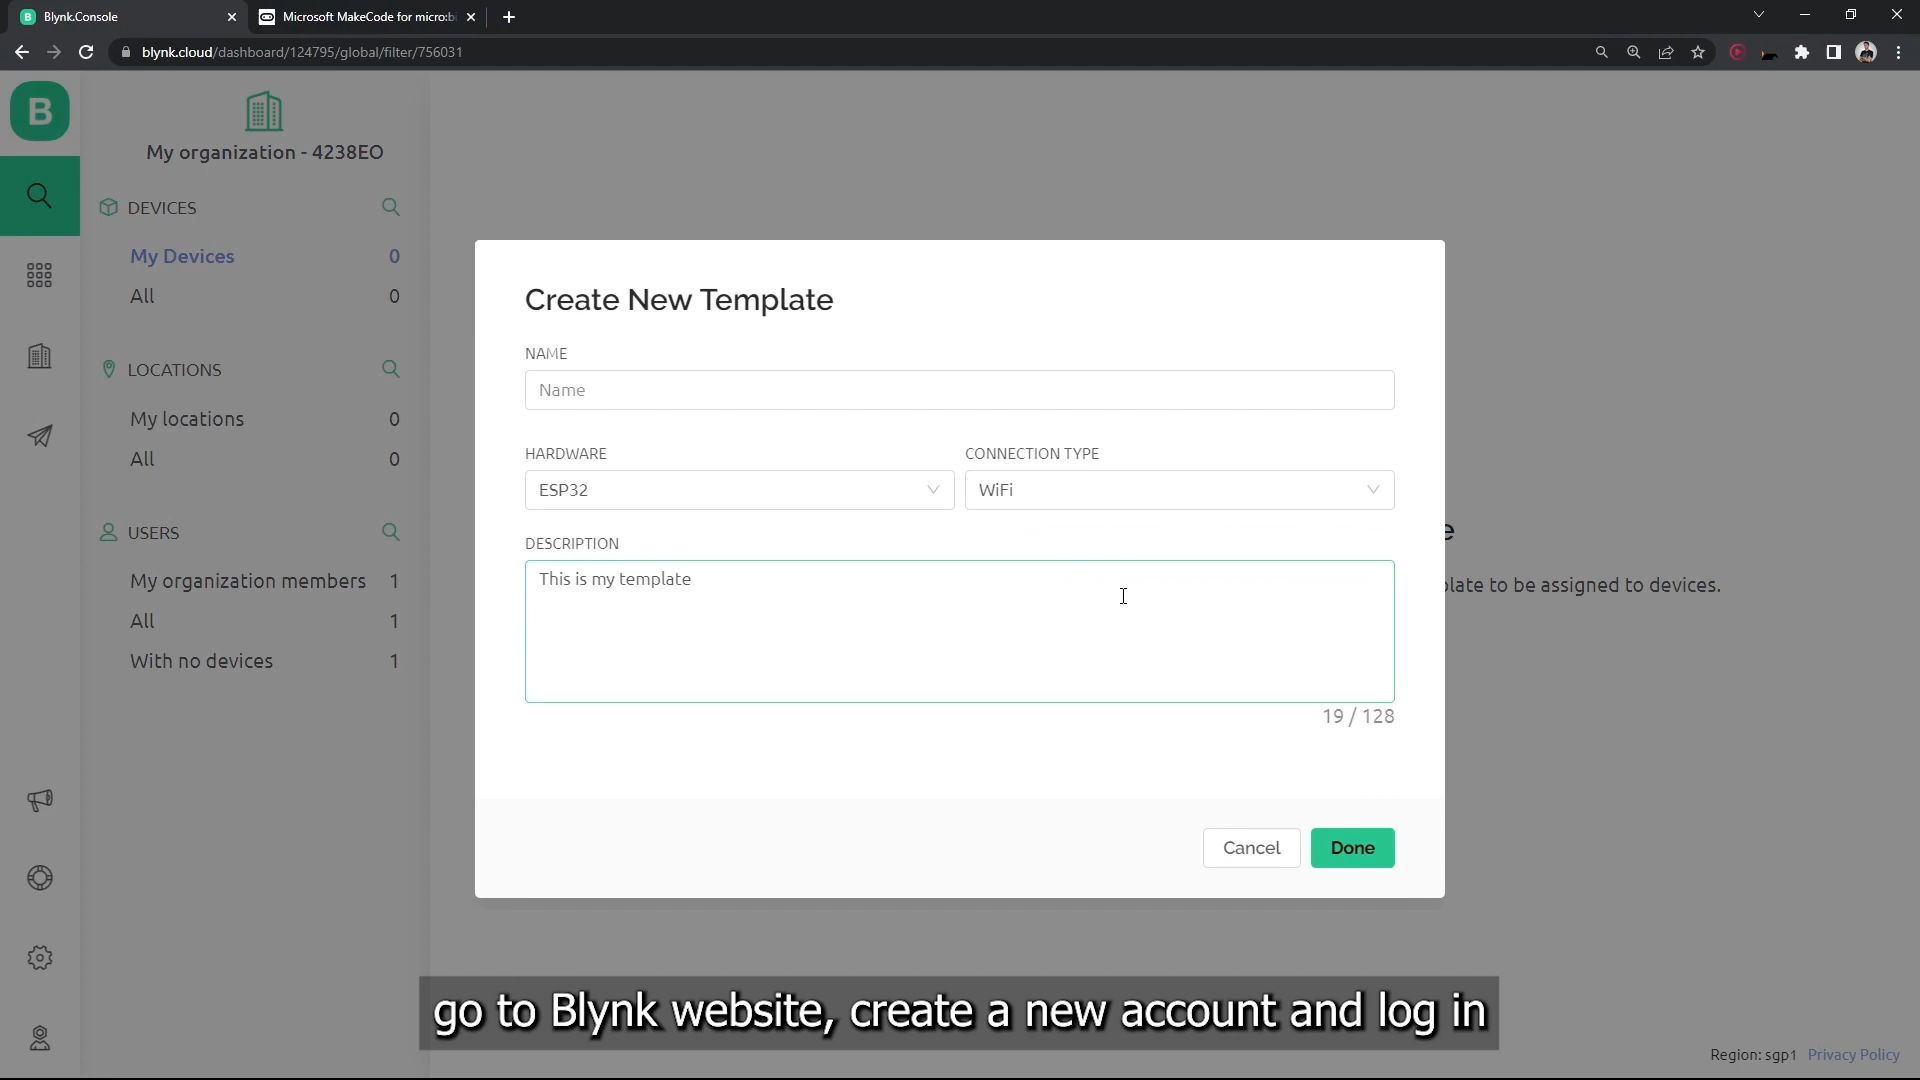 Blynk.Console
Microsoft MakeCode for micro:bi
blynk.cloud/dashboard/124795/global/filter/756031
B
My organization - 4238EO
DEVICES
My Devices 0
All 0
LOCATIONS
My locations 0
All 0
USERS
My organization members 1
All 1
With no devices 1
Create New Template
NAME
Name
HARDWARE
CONNECTION TYPE
ESP32
WiFi
DESCRIPTION
This is my template
19 / 128
Cancel
Done
e
late to be assigned to devices.
go to Blynk website, create a new account and log in
Region: sgp1 Privacy Policy